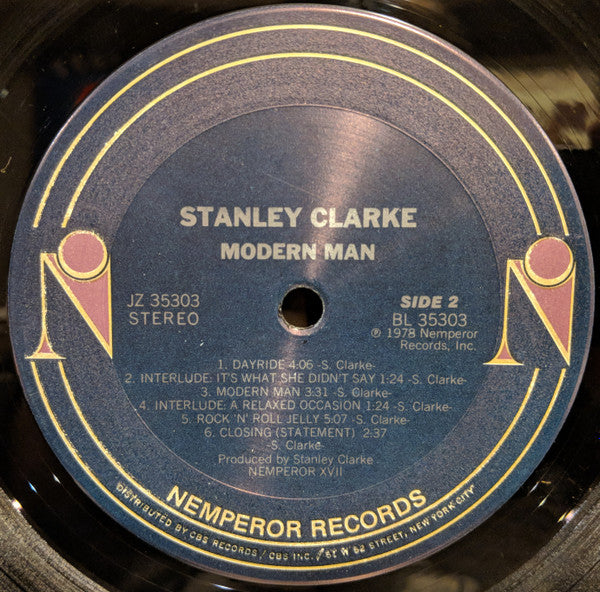 STANLEY CLARKE
MODERN MAN
JZ 35303
STEREO
SIDE 2
BL 35303
℗ 1978 Nemperor
Records, Inc.
1. DAYRIDE 4:06 -S. Clarke-
2. INTERLUDE: IT'S WHAT SHE DIDN'T SAY 1:24 -S. Clarke-
3. MODERN MAN 3:31 -S. Clarke-
4. INTERLUDE: A RELAXED OCCASION 1:24 -S. Clarke-
5. ROCK 'N' ROLL JELLY 5:07 -S. Clarke-
6. CLOSING (STATEMENT) 2:37
-S. Clarke-
Produced by Stanley Clarke
NEMPEROR XVII
NEMPEROR RECORDS
DISTRIBUTED BY CBS RECORDS / CBS INC. / 51 W 52 STREET, NEW YORK CITY